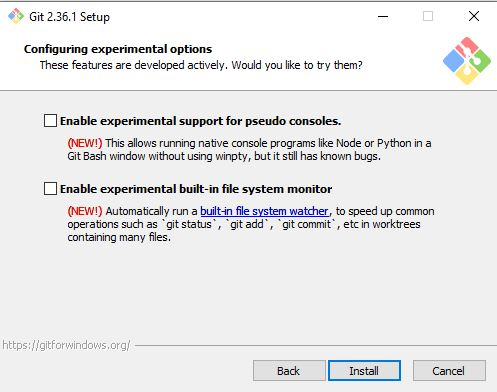 Git 2.36.1 Setup
Configuring experimental options
These features are developed actively. Would you like to try them?
Enable experimental support for pseudo consoles.
(NEW!) This allows running native console programs like Node or Python in a
Git Bash window without using winpty, but it still has known bugs.
Enable experimental built-in file system monitor
(NEW!) Automatically run a built-in file system watcher, to speed up common
operations such as `git status`, `git add`, `git commit`, etc in worktrees
containing many files.
https://gitforwindows.org/
Back Install Cancel